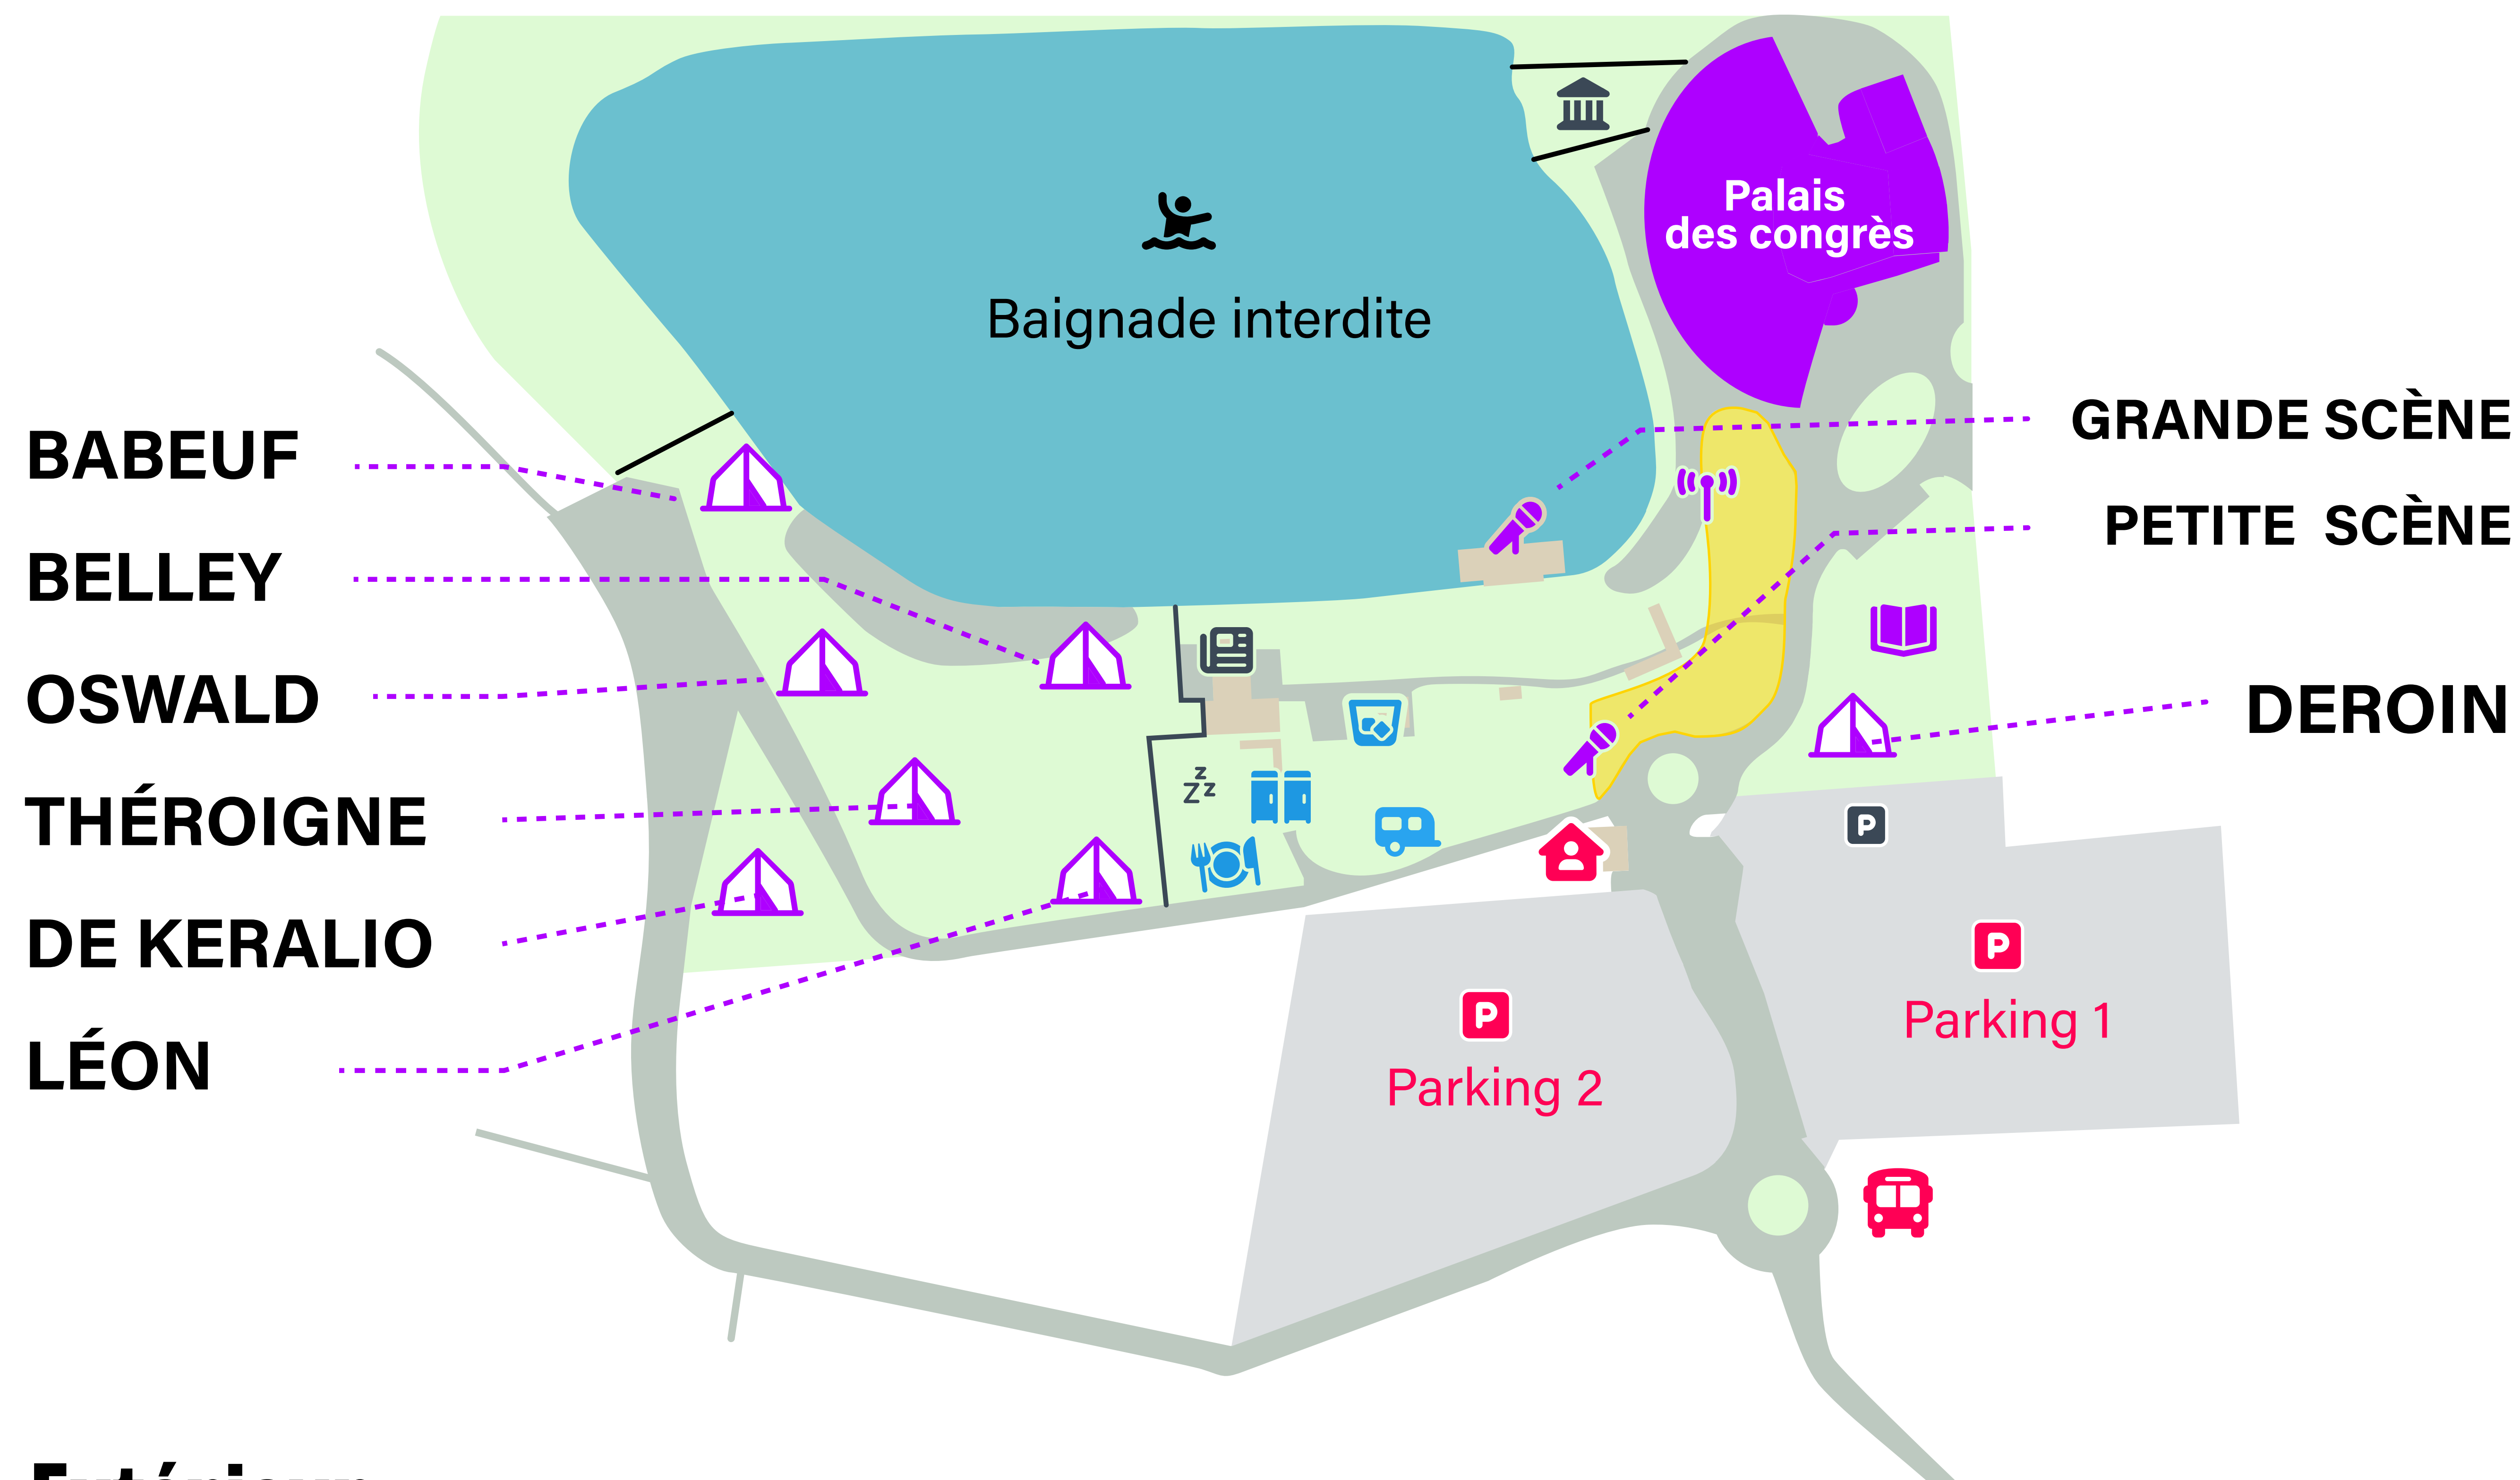 Palais
des congrès
Baignade interdite
BABEUF
BELLEY
OSWALD
THÉROIGNE
DE KERALIO
LÉON
GRANDE SCÈNE
PETITE SCÈNE
DEROIN
z
Z z
P
P
Parking 1
P
Parking 2